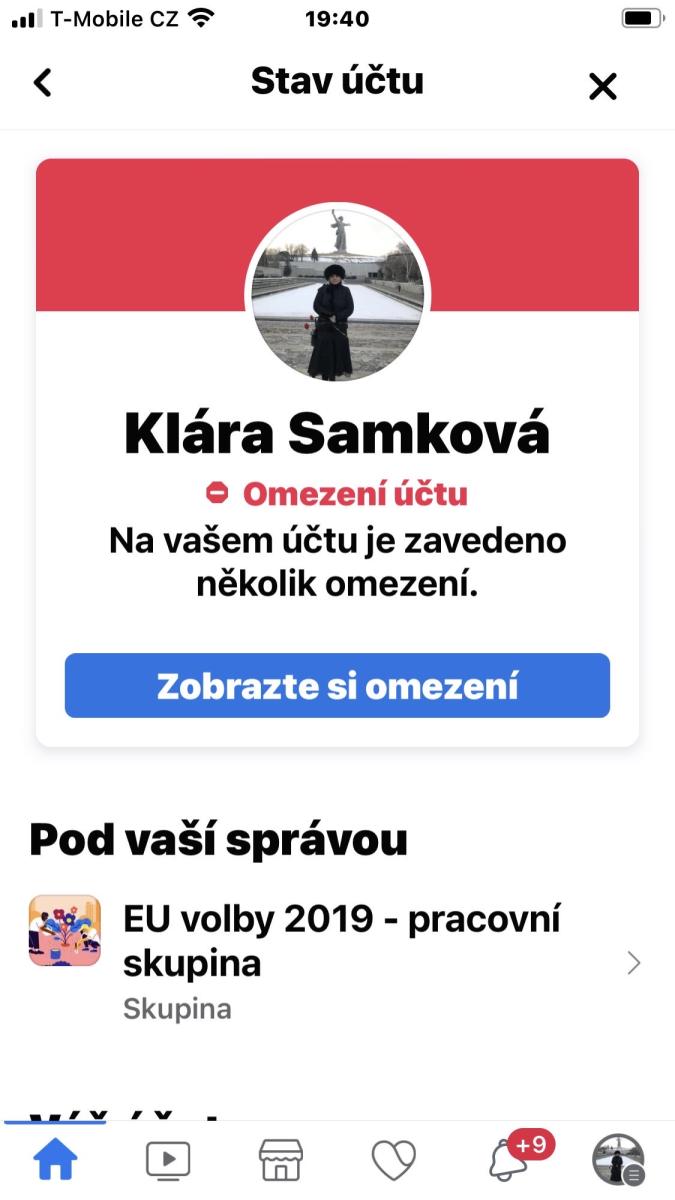 T-Mobile CZ
19:40
Stav účtu
Klára Samková
Omezení účtu
Na vašem účtu je zavedeno
několik omezení.
Zobrazte si omezení
Pod vaší správou
EU volby 2019 - pracovní
skupina
Skupina
+9